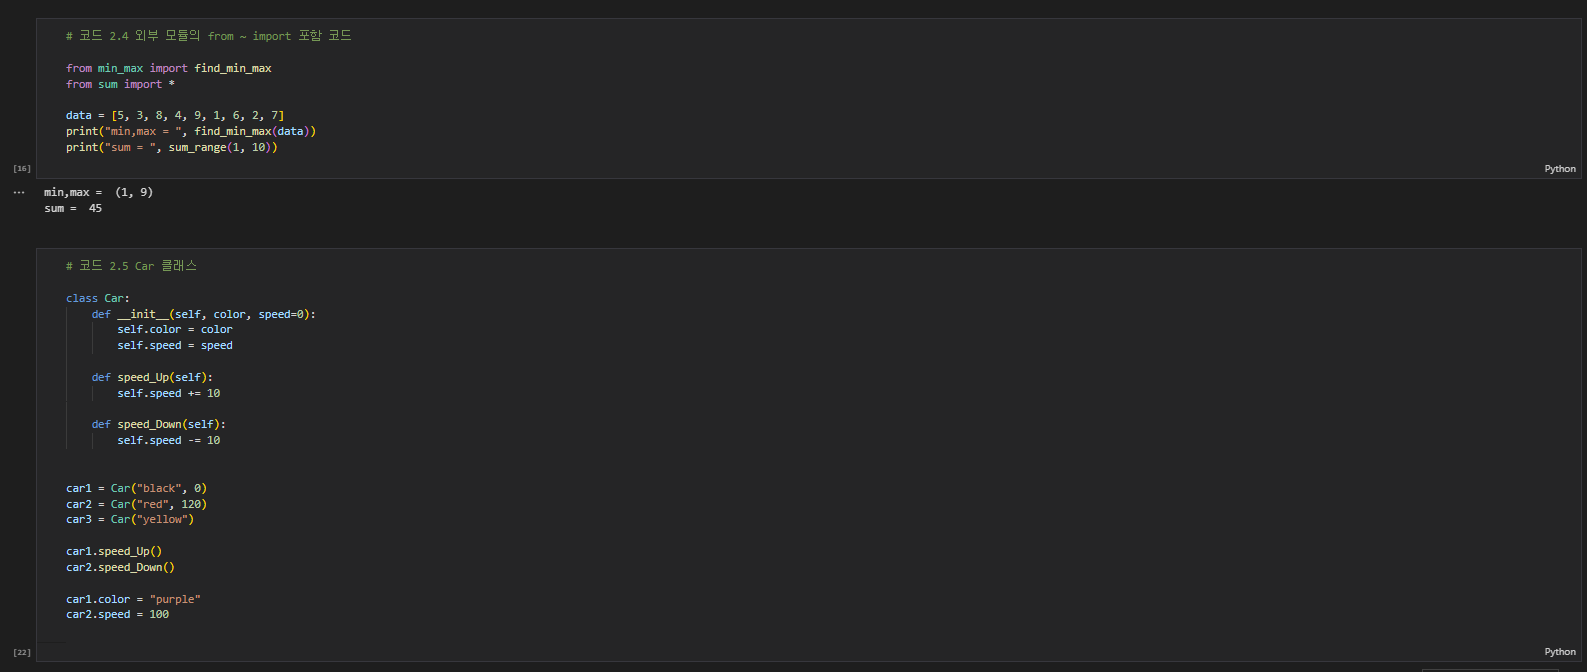 # 코드 2.4 외부 모듈의 from ~ import 포함 코드
from min_max import find_min_max
from sum import *
data = [5, 3, 8, 4, 9, 1, 6, 2, 7]
print("min,max = ", find_min_max(data))
print("sum = ", sum_range(1, 10))
[16]
Python
... min,max =  (1, 9)
sum =  45
# 코드 2.5 Car 클래스
class Car:
    def __init__(self, color, speed=0):
        self.color = color
        self.speed = speed
    def speed_Up(self):
        self.speed += 10
    def speed_Down(self):
        self.speed -= 10
car1 = Car("black", 0)
car2 = Car("red", 120)
car3 = Car("yellow")
car1.speed_Up()
car2.speed_Down()
car1.color = "purple"
car2.speed = 100
[22]
Python